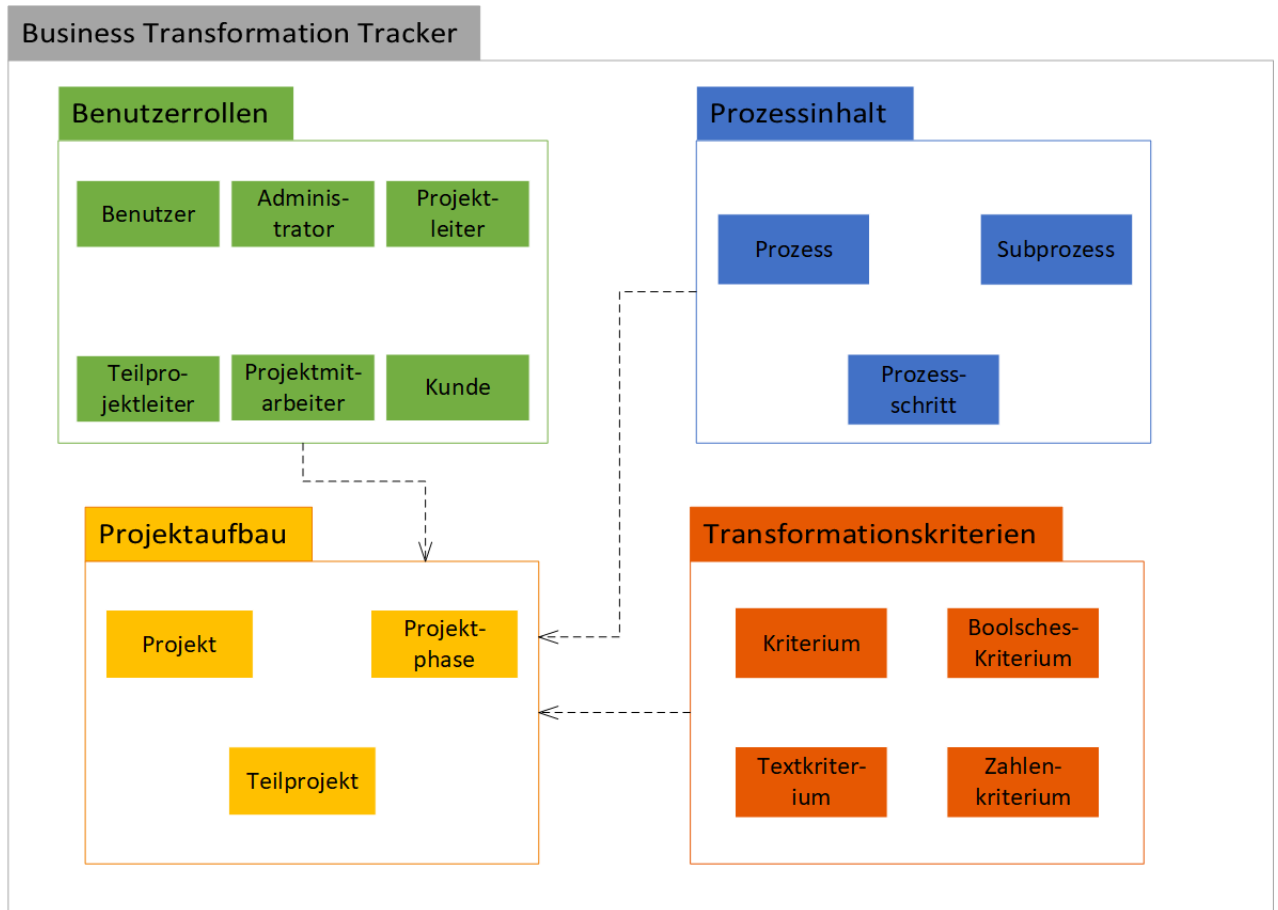 Business Transformation Tracker
Benutzerrollen
Benutzer
Adminis-
trator
Projekt-
leiter
Teilpro-
jektleiter
Projektmit-
arbeiter
Kunde
Prozessinhalt
Prozess
Subprozess
Prozess-
schritt
Projektaufbau
Projekt
Projekt-
phase
Teilprojekt
Transformationskriterien
Kriterium
Boolsches-
Kriterium
Textkriter-
ium
Zahlen-
kriterium